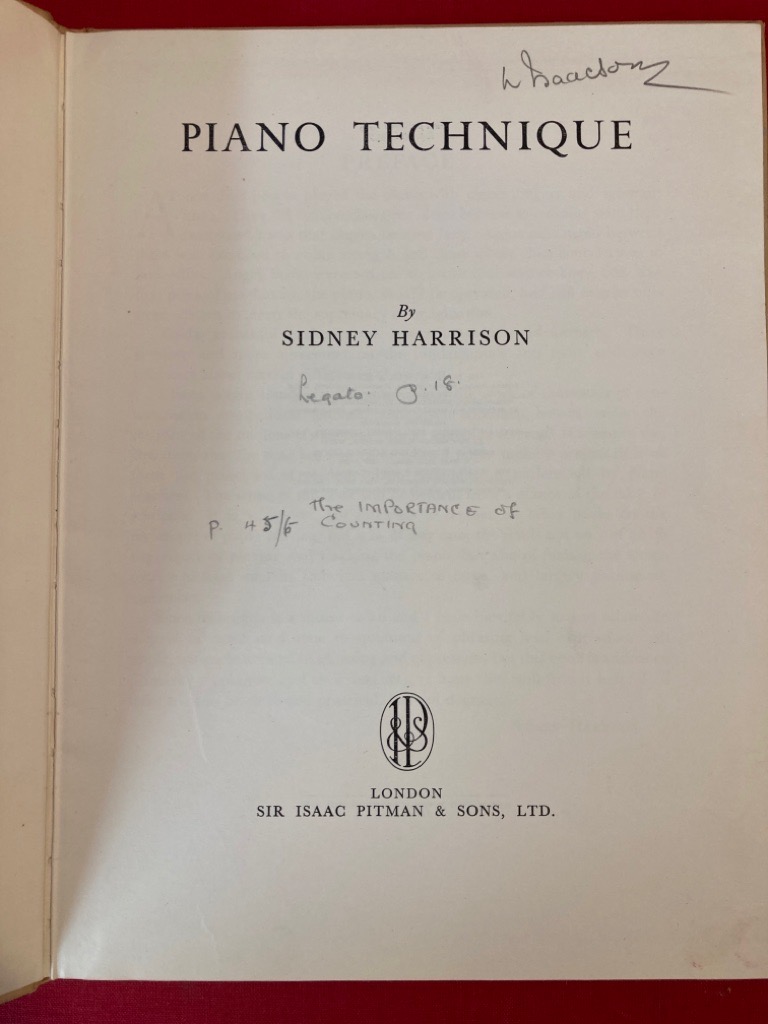 L Isaacson
PIANO TECHNIQUE
By
SIDNEY HARRISON
Legato. p. 18.
The IMPORTANCE of
p. 45/6 COUNTING
LONDON
SIR ISAAC PITMAN & SONS, LTD.